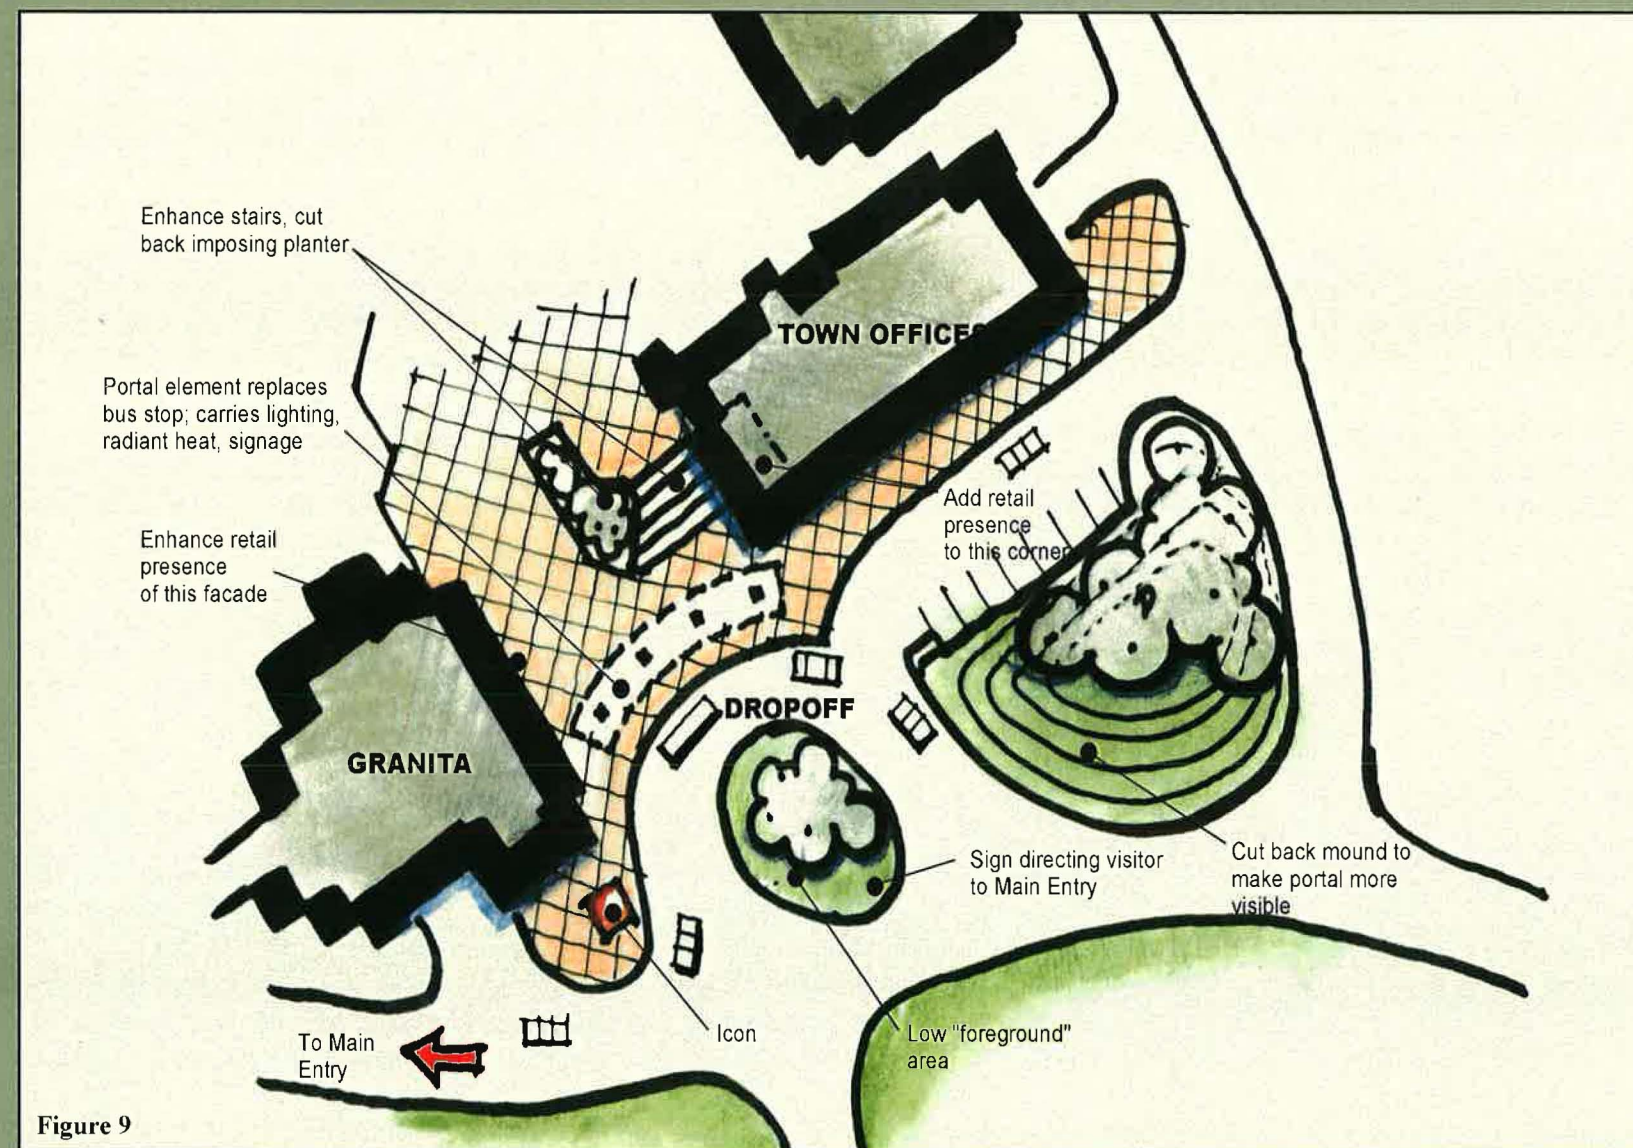 Enhance stairs, cut
back imposing planter
TOWN OFFICES
Portal element replaces
bus stop; carries lighting,
radiant heat, signage
Add retail
presence
to this corner
Enhance retail
presence
of this facade
DROPOFF
GRANITA
Sign directing visitor
to Main Entry
Cut back mound to
make portal more
visible
To Main
Entry
Icon
Low "foreground"
area
Figure 9